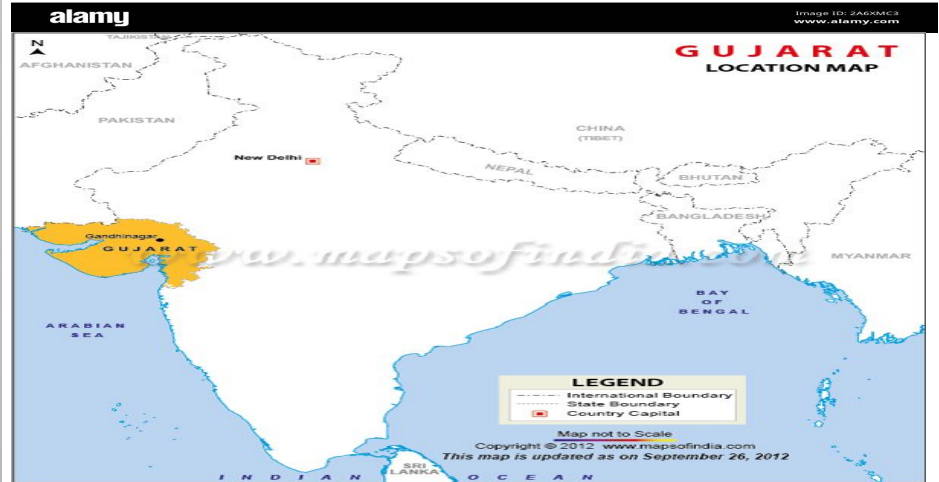 alamy
Image ID: 2A6XMC3
www.alamy.com
N
TAJIKISTAN
AFGHANISTAN
GUJARAT
LOCATION MAP
PAKISTAN
CHINA
(TIBET)
New Delhi
NEPAL
BHUTAN
BANGLADESH
Gandhinagar
GUJARAT
www.mapsofindia.com
MYANMAR
BAY
OF
BENGAL
ARABIAN
SEA
LEGEND
International Boundary
State Boundary
Country Capital
Map not to Scale
Copyright © 2012 www.mapsofindia.com
This map is updated as on September 26, 2012
SRI
LANKA
INDIAN OCEAN